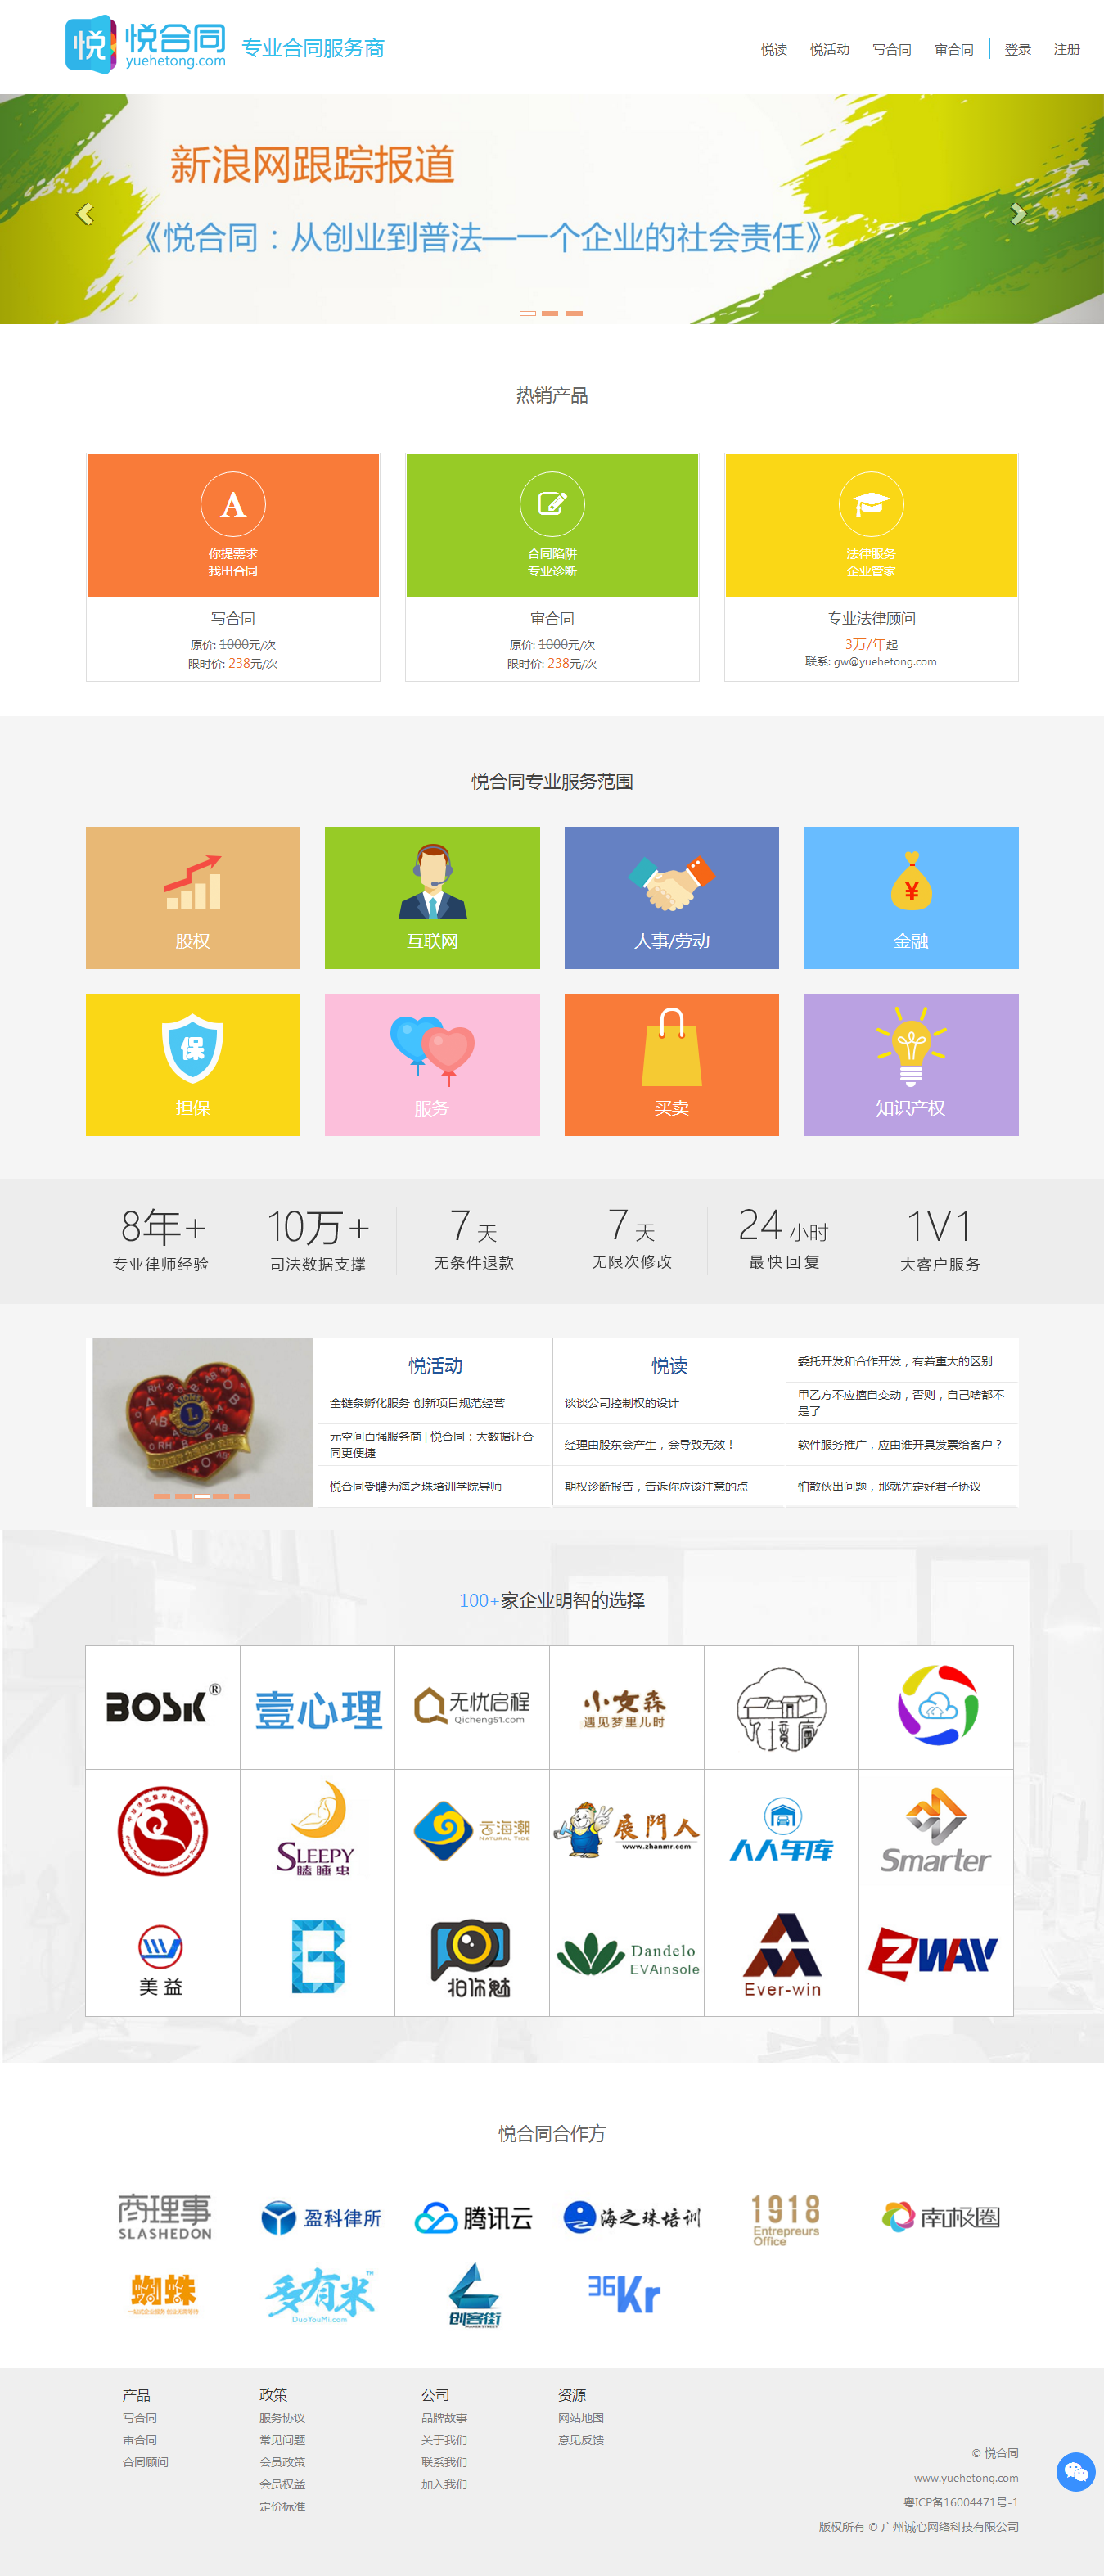 悦 悦合同
yuehetong.com
专业合同服务商
悦读 悦活动 写合同 审合同 登录 注册
新浪网跟踪报道
《悦合同：从创业到普法—一个企业的社会责任》
热销产品
A
你提需求
我出合同
写合同
原价: 1000元/次
限时价: 238元/次
合同陷阱
专业诊断
审合同
原价: 1000元/次
限时价: 238元/次
法律服务
企业管家
专业法律顾问
3万/年起
联系: gw@yuehetong.com
悦合同专业服务范围
股权
互联网
人事/劳动
¥
金融
保
担保
服务
买卖
知识产权
8年+
专业律师经验
10万+
司法数据支撑
7 天
无条件退款
7 天
无限次修改
24 小时
最快回复
1V1
大客户服务
悦活动
全链条孵化服务 创新项目规范经营
元空间百强服务商 | 悦合同：大数据让合
同更便捷
悦合同受聘为海之珠培训学院导师
悦读
谈谈公司控制权的设计
经理由股东会产生，会导致无效！
期权诊断报告，告诉你应该注意的点
委托开发和合作开发，有着重大的区别
甲乙方不应擅自变动，否则，自己啥都不
是了
软件服务推广，应由谁开具发票给客户？
怕散伙出问题，那就先定好君子协议
100+家企业明智的选择
BOSK®
壹心理
无忧启程
Qicheng51.com
小女森
遇见梦里儿时
SLEEPY
瞌睡虫
云海潮
NATURAL TIDE
展門人
www.zhanmr.com
人人车库
Smarter
美益
B
拍你魅
Dandelo
EVAinsole
Ever-win
ZWAY
悦合同合作方
商理事
SLASHEDON
盈科律所
腾讯云
海之珠培训
1918
Entrepreurs
Office
南极圈
蜘蛛
多有米™
DuoYouMi.com
创客街
36Kr
产品
写合同
审合同
合同顾问
政策
服务协议
常见问题
会员政策
会员权益
定价标准
公司
品牌故事
关于我们
联系我们
加入我们
资源
网站地图
意见反馈
© 悦合同
www.yuehetong.com
粤ICP备16004471号-1
版权所有 © 广州诚心网络科技有限公司